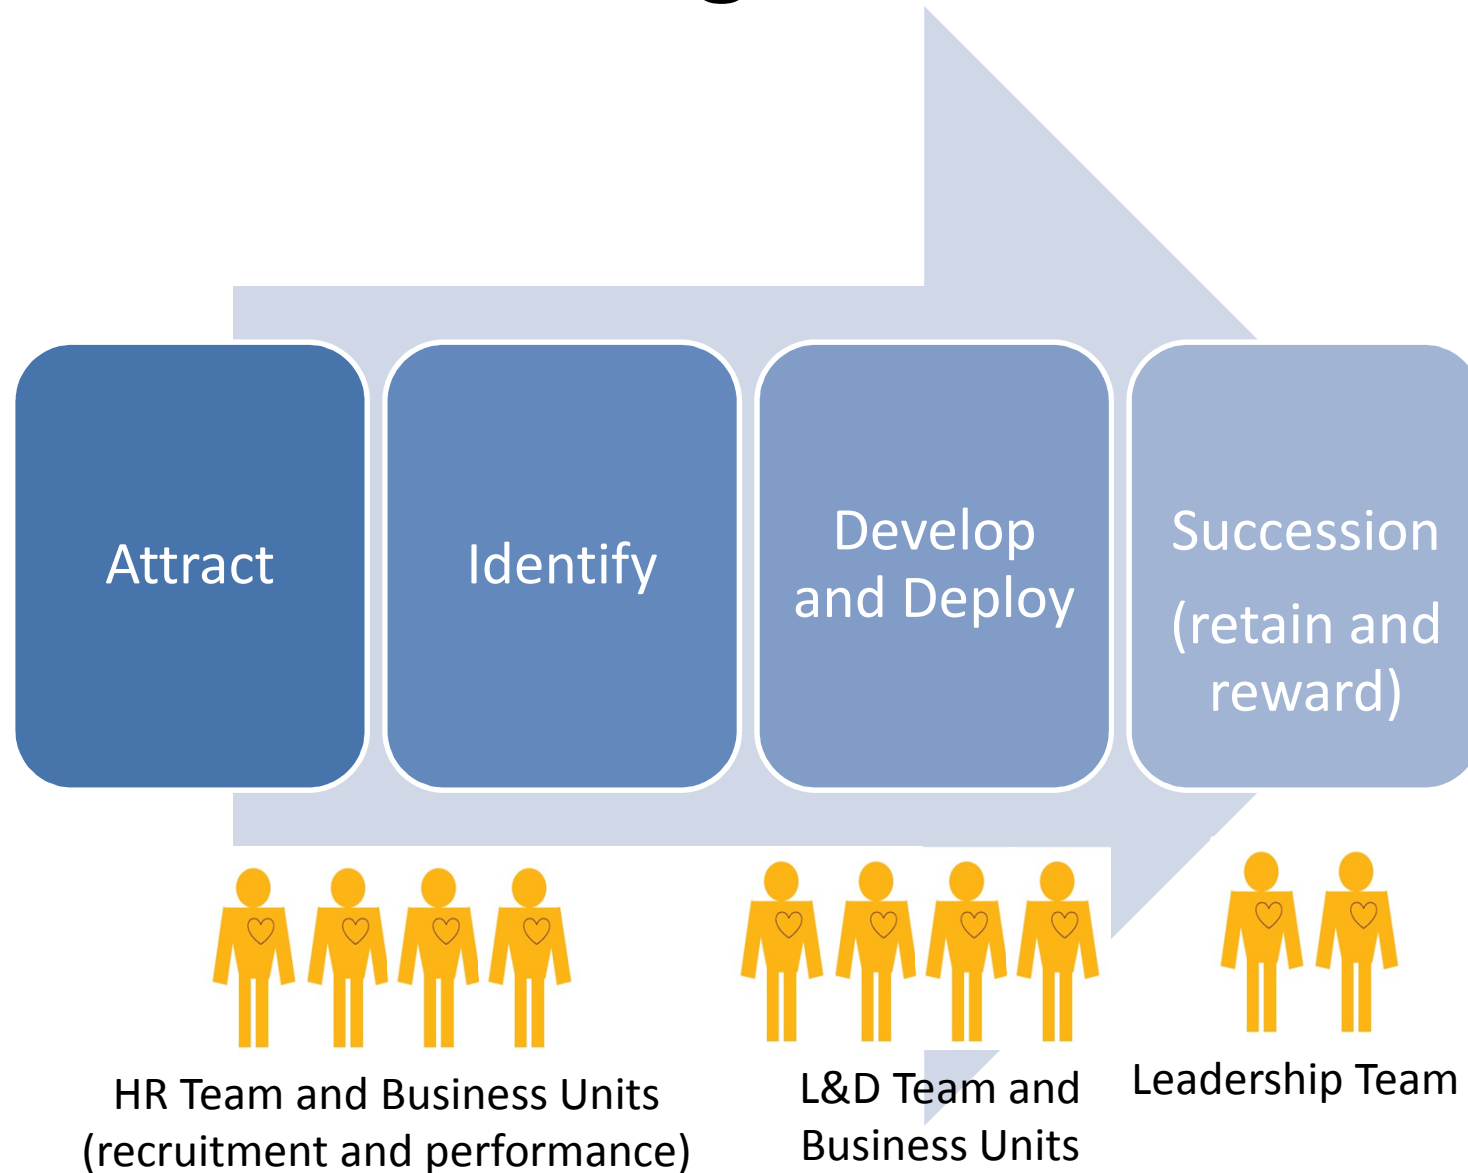 Attract
Identify
Develop
and Deploy
Succession
(retain and
reward)
HR Team and Business Units
(recruitment and performance)
L&D Team and
Business Units
Leadership Team